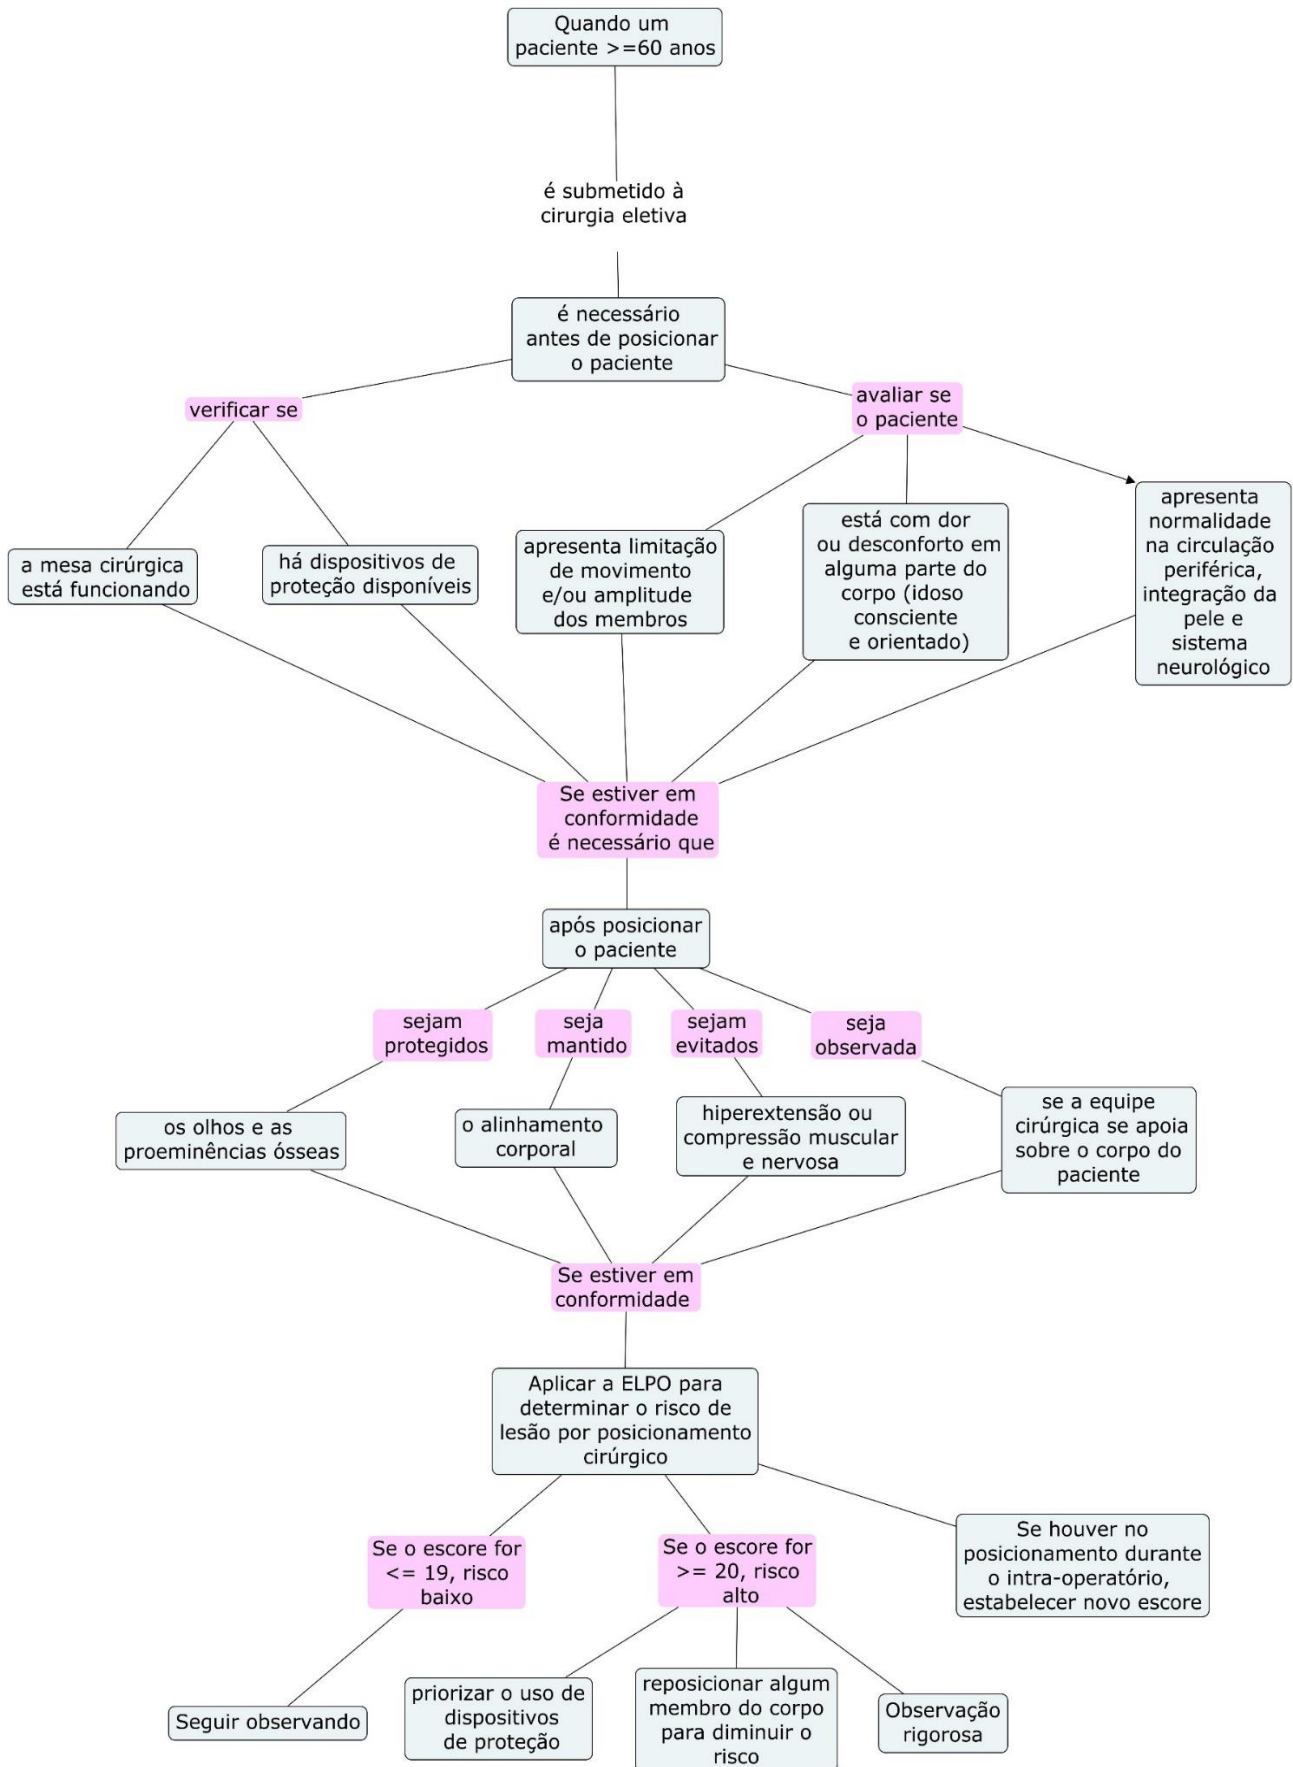 Quando um
paciente >=60 anos
é submetido à
cirurgia eletiva
é necessário
antes de posicionar
o paciente
verificar se
avaliar se
o paciente
a mesa cirúrgica
está funcionando
há dispositivos de
proteção disponíveis
apresenta limitação
de movimento
e/ou amplitude
dos membros
está com dor
ou desconforto em
alguma parte do
corpo (idoso
consciente
e orientado)
apresenta
normalidade
na circulação
periférica,
integração da
pele e
sistema
neurológico
Se estiver em
conformidade
é necessário que
após posicionar
o paciente
sejam
protegidos
seja
mantido
sejam
evitados
seja
observada
os olhos e as
proeminências ósseas
o alinhamento
corporal
hiperextensão ou
compressão muscular
e nervosa
se a equipe
cirúrgica se apoia
sobre o corpo do
paciente
Se estiver em
conformidade
Aplicar a ELPO para
determinar o risco de
lesão por posicionamento
cirúrgico
Se o escore for
<= 19, risco
baixo
Se o escore for
>= 20, risco
alto
Se houver no
posicionamento durante
o intra-operatório,
estabelecer novo escore
Seguir observando
priorizar o uso de
dispositivos
de proteção
reposicionar algum
membro do corpo
para diminuir o
risco
Observação
rigorosa